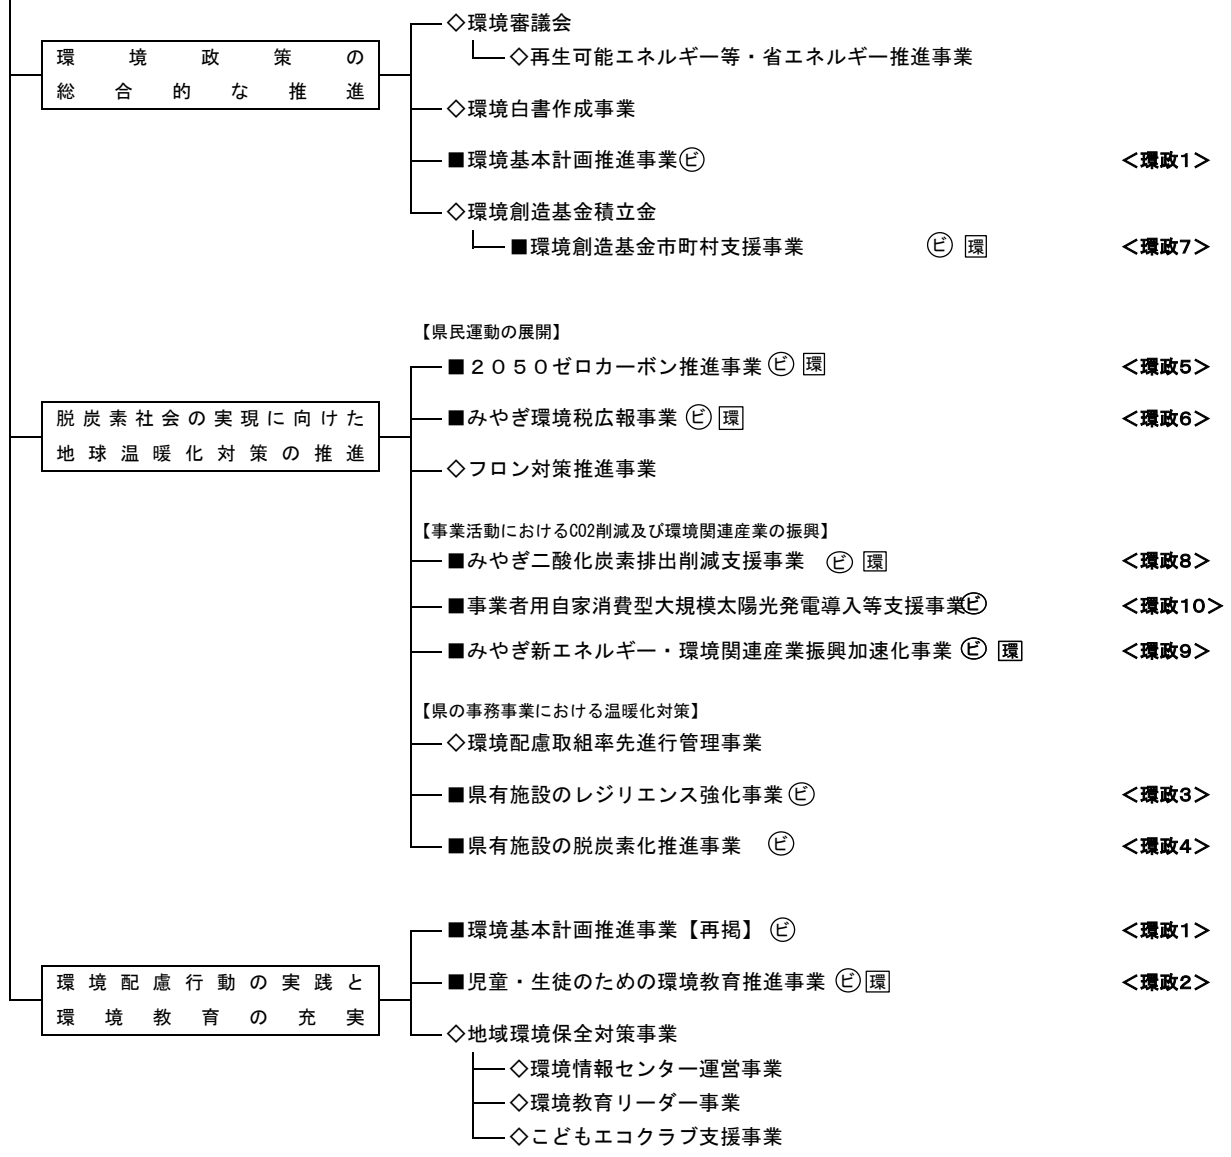 環境政策の
総合的な推進
◇環境審議会
◇再生可能エネルギー等・省エネルギー推進事業
◇環境白書作成事業
■環境基本計画推進事業㋪ ＜環政1＞
◇環境創造基金積立金
■環境創造基金市町村支援事業 ビ 環 ＜環政7＞
脱炭素社会の実現に向けた
地球温暖化対策の推進
【県民運動の展開】
■２０５０ゼロカーボン推進事業 ビ 環 ＜環政5＞
■みやぎ環境税広報事業 ビ 環 ＜環政6＞
◇フロン対策推進事業
【事業活動におけるCO2削減及び環境関連産業の振興】
■みやぎ二酸化炭素排出削減支援事業 ビ 環 ＜環政8＞
■事業者用自家消費型大規模太陽光発電導入等支援事業 ビ ＜環政10＞
■みやぎ新エネルギー・環境関連産業振興加速化事業 ビ 環 ＜環政9＞
【県の事務事業における温暖化対策】
◇環境配慮取組率先進行管理事業
■県有施設のレジリエンス強化事業 ビ ＜環政3＞
■県有施設の脱炭素化推進事業 ビ ＜環政4＞
環境配慮行動の実践と
環境教育の充実
■環境基本計画推進事業【再掲】 ビ ＜環政1＞
■児童・生徒のための環境教育推進事業 ビ 環 ＜環政2＞
◇地域環境保全対策事業
◇環境情報センター運営事業
◇環境教育リーダー事業
◇こどもエコクラブ支援事業